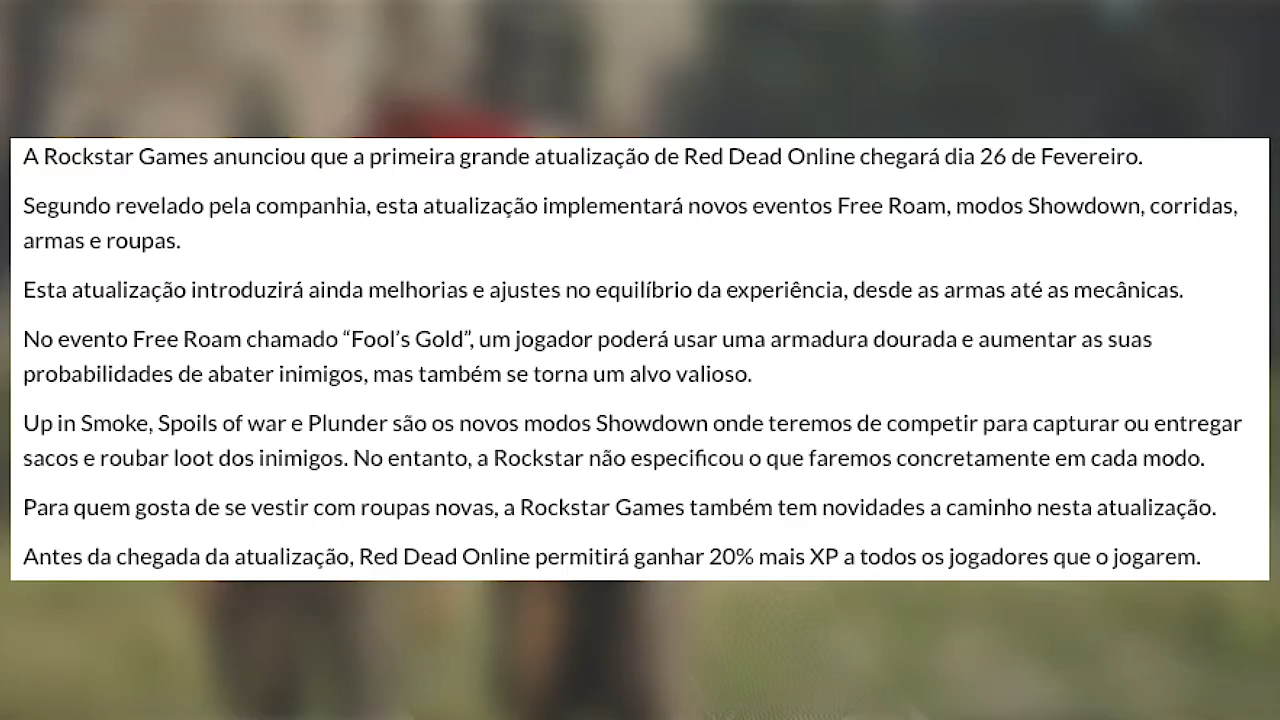 A Rockstar Games anunciou que a primeira grande atualização de Red Dead Online chegará dia 26 de Fevereiro.
Segundo revelado pela companhia, esta atualização implementará novos eventos Free Roam, modos Showdown, corridas,
armas e roupas.
Esta atualização introduzirá ainda melhorias e ajustes no equilíbrio da experiência, desde as armas até as mecânicas.
No evento Free Roam chamado “Fool’s Gold”, um jogador poderá usar uma armadura dourada e aumentar as suas
probabilidades de abater inimigos, mas também se torna um alvo valioso.
Up in Smoke, Spoils of war e Plunder são os novos modos Showdown onde teremos de competir para capturar ou entregar
sacos e roubar loot dos inimigos. No entanto, a Rockstar não especificou o que faremos concretamente em cada modo.
Para quem gosta de se vestir com roupas novas, a Rockstar Games também tem novidades a caminho nesta atualização.
Antes da chegada da atualização, Red Dead Online permitirá ganhar 20% mais XP a todos os jogadores que o jogarem.